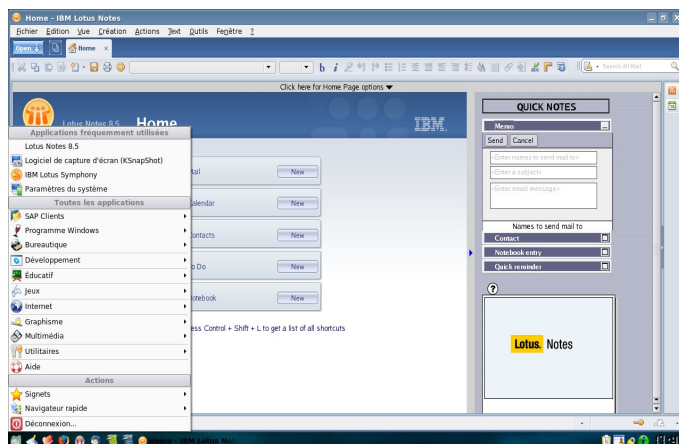 Home - IBM Lotus Notes
Fichier Edition Vue Création Actions Text Outils Fenêtre ?
Open
Home
b i
Search All Mail
Click here for Home Page options
Lotus Notes 8.5 Home
IBM
Applications fréquemment utilisées
Lotus Notes 8.5
Logiciel de capture d'écran (KSnapShot)
IBM Lotus Symphony
Paramètres du système
Toutes les applications
SAP Clients
Programme Windows
Bureautique
Développement
Éducatif
Jeux
Internet
Graphisme
Multimédia
Utilitaires
Aide
Actions
Signets
Navigateur rapide
Déconnexion...
New
New
New
o Do New
New
ess Control + Shift + L to get a list of all shortcuts
QUICK NOTES
Memo
Send Cancel
<Enter names to send mail to>
<Enter a subject>
<Enter email message>
Names to send mail to
Contact
Notebook entry
Quick reminder
?
Lotus. Notes
Home - IBM Lotus Notes